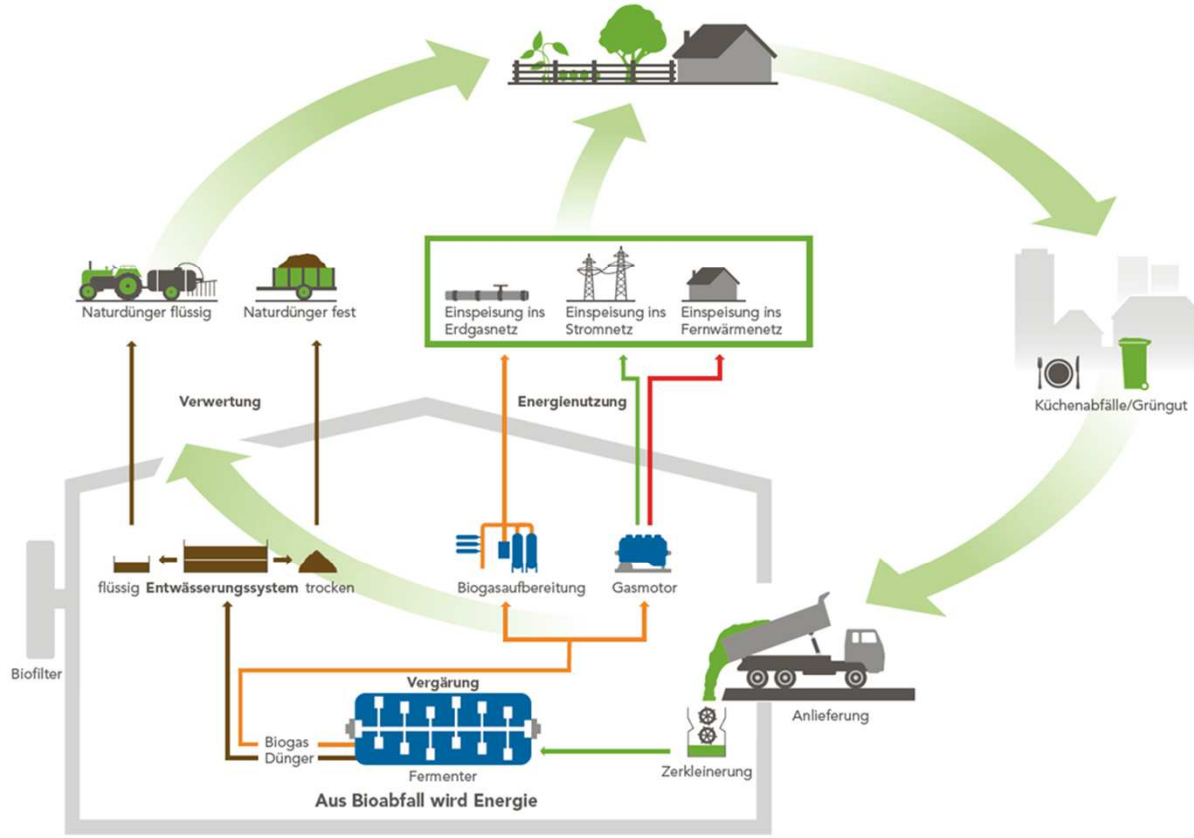 Naturdünger flüssig
Naturdünger fest
Einspeisung ins
Erdgasnetz
Einspeisung ins
Stromnetz
Einspeisung ins
Fernwärmenetz
Küchenabfälle/Grüngut
Verwertung
Energienutzung
flüssig Entwässerungssystem trocken
Biogasaufbereitung
Gasmotor
Biofilter
Anlieferung
Vergärung
Biogas
Dünger
Fermenter
Zerkleinerung
Aus Bioabfall wird Energie